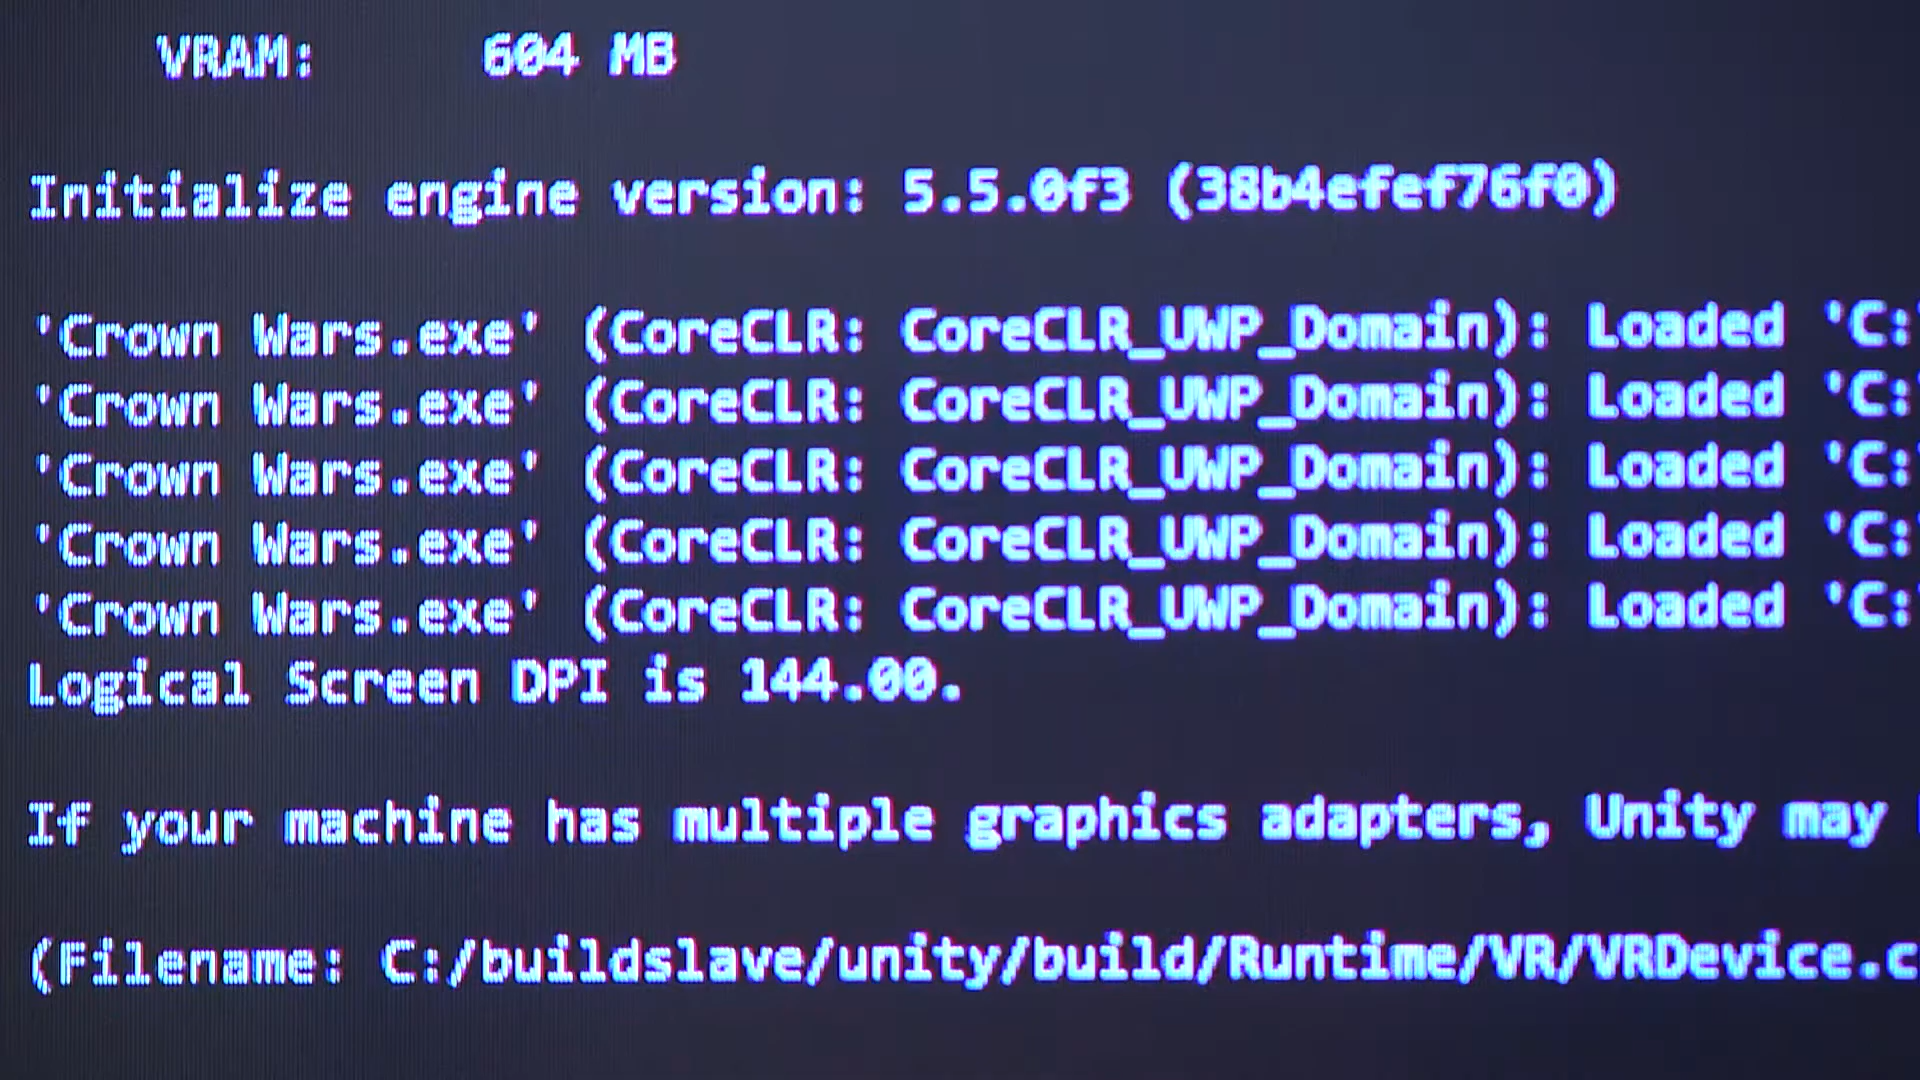 VRAM: 604 MB
Initialize engine version: 5.5.0f3 (38b4efef76f0)
'Crown Wars.exe' (CoreCLR: CoreCLR_UWP_Domain): Loaded 'C:
'Crown Wars.exe' (CoreCLR: CoreCLR_UWP_Domain): Loaded 'C:
'Crown Wars.exe' (CoreCLR: CoreCLR_UWP_Domain): Loaded 'C:
'Crown Wars.exe' (CoreCLR: CoreCLR_UWP_Domain): Loaded 'C:
'Crown Wars.exe' (CoreCLR: CoreCLR_UWP_Domain): Loaded 'C:
Logical Screen DPI is 144.00.
If your machine has multiple graphics adapters, Unity may
(Filename: C:/buildslave/unity/build/Runtime/VR/VRDevice.c